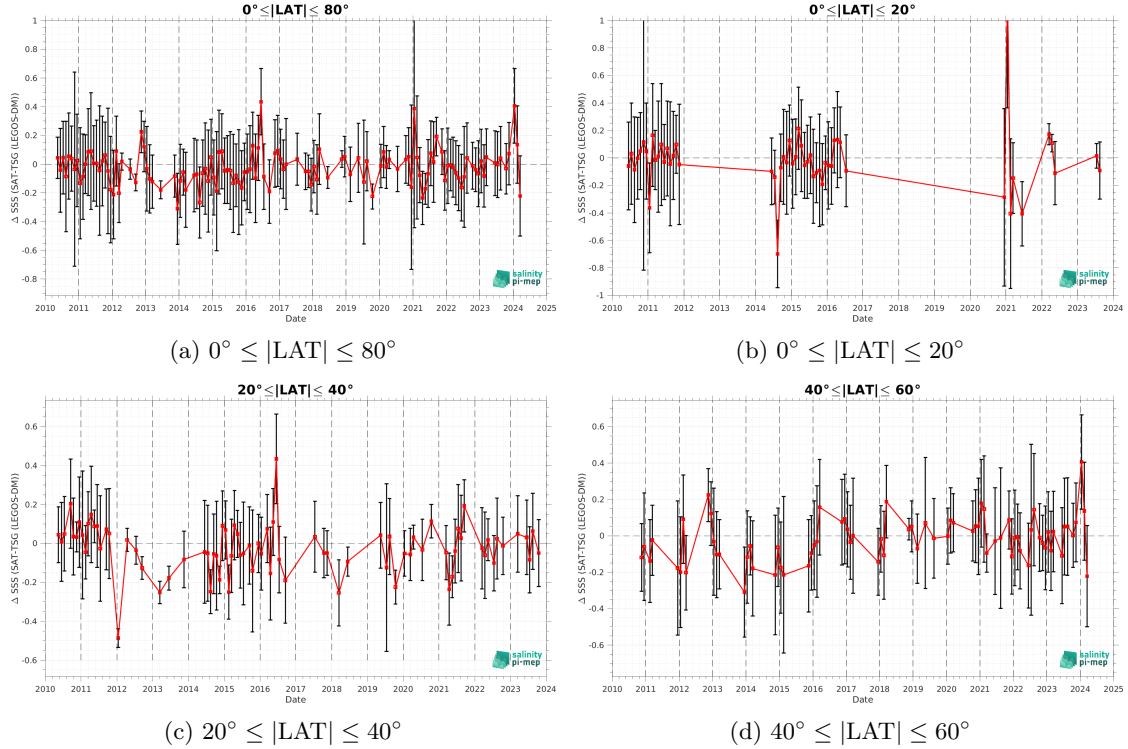 0°≤|LAT|≤ 80°
1
0.8
0.6
0.4
0.2
0
-0.2
-0.4
-0.6
-0.8
Δ SSS (SAT-TSG (LEGOS-DM))
2010 2011 2012 2013 2014 2015 2016 2017 2018 2019 2020 2021 2022 2023 2024 2025
Date
salinity
pi-mep
(a) 0° ≤ |LAT| ≤ 80°
0°≤|LAT|≤ 20°
1
0.8
0.6
0.4
0.2
0
-0.2
-0.4
-0.6
-0.8
-1
Δ SSS (SAT-TSG (LEGOS-DM))
2010 2011 2012 2013 2014 2015 2016 2017 2018 2019 2020 2021 2022 2023 2024
Date
salinity
pi-mep
(b) 0° ≤ |LAT| ≤ 20°
20°≤|LAT|≤ 40°
0.6
0.4
0.2
0
-0.2
-0.4
-0.6
Δ SSS (SAT-TSG (LEGOS-DM))
2010 2011 2012 2013 2014 2015 2016 2017 2018 2019 2020 2021 2022 2023 2024
Date
salinity
pi-mep
(c) 20° ≤ |LAT| ≤ 40°
40°≤|LAT|≤ 60°
0.6
0.4
0.2
0
-0.2
-0.4
-0.6
Δ SSS (SAT-TSG (LEGOS-DM))
2010 2011 2012 2013 2014 2015 2016 2017 2018 2019 2020 2021 2022 2023 2024 2025
Date
salinity
pi-mep
(d) 40° ≤ |LAT| ≤ 60°